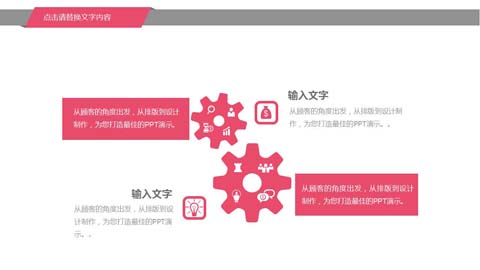 点击请替换文字内容
从顾客的角度出发，从排版到设计
制作，为您打造最佳的PPT演示。
输入文字
从顾客的角度出发，从排版到设计制
作，为您打造最佳的PPT演示。。
输入文字
从顾客的角度出发，从排版到设
计制作，为您打造最佳的PPT演
示。。
从顾客的角度出发，从排版到设计
制作，为您打造最佳的PPT演示。